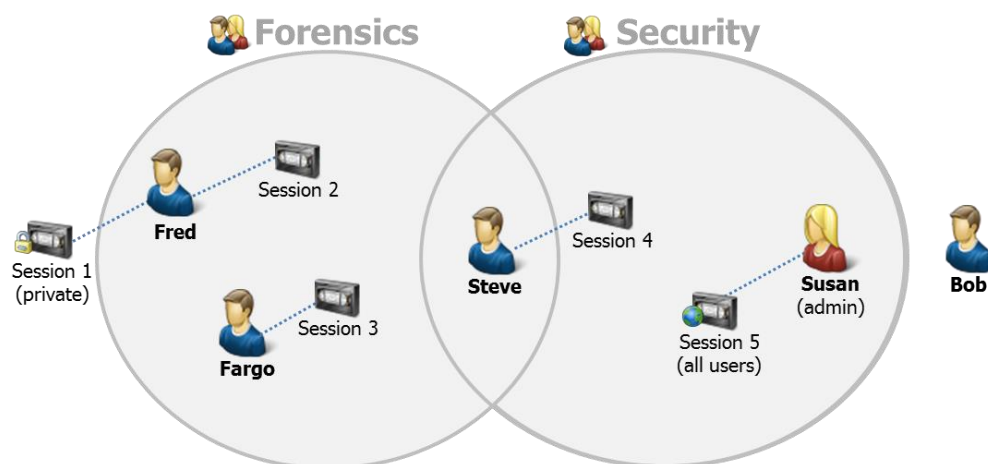 Forensics
Security
Session 2
Fred
Session 1
(private)
Session 4
Steve
Susan
(admin)
Bob
Session 3
Fargo
Session 5
(all users)